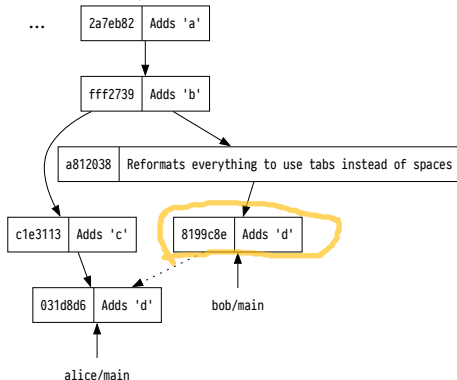 ...
2a7eb82 Adds 'a'
fff2739 Adds 'b'
a812038 Reformats everything to use tabs instead of spaces
c1e3113 Adds 'c'
8199c8e Adds 'd'
031d8d6 Adds 'd'
bob/main
alice/main